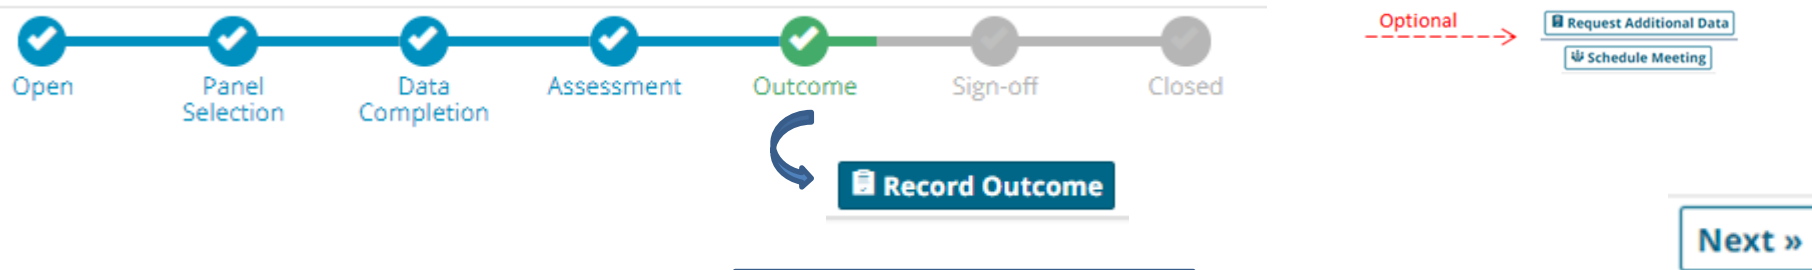 Open
Panel
Selection
Data
Completion
Assessment
Outcome
Sign-off
Closed
Optional
Request Additional Data
Schedule Meeting
Record Outcome
Next »